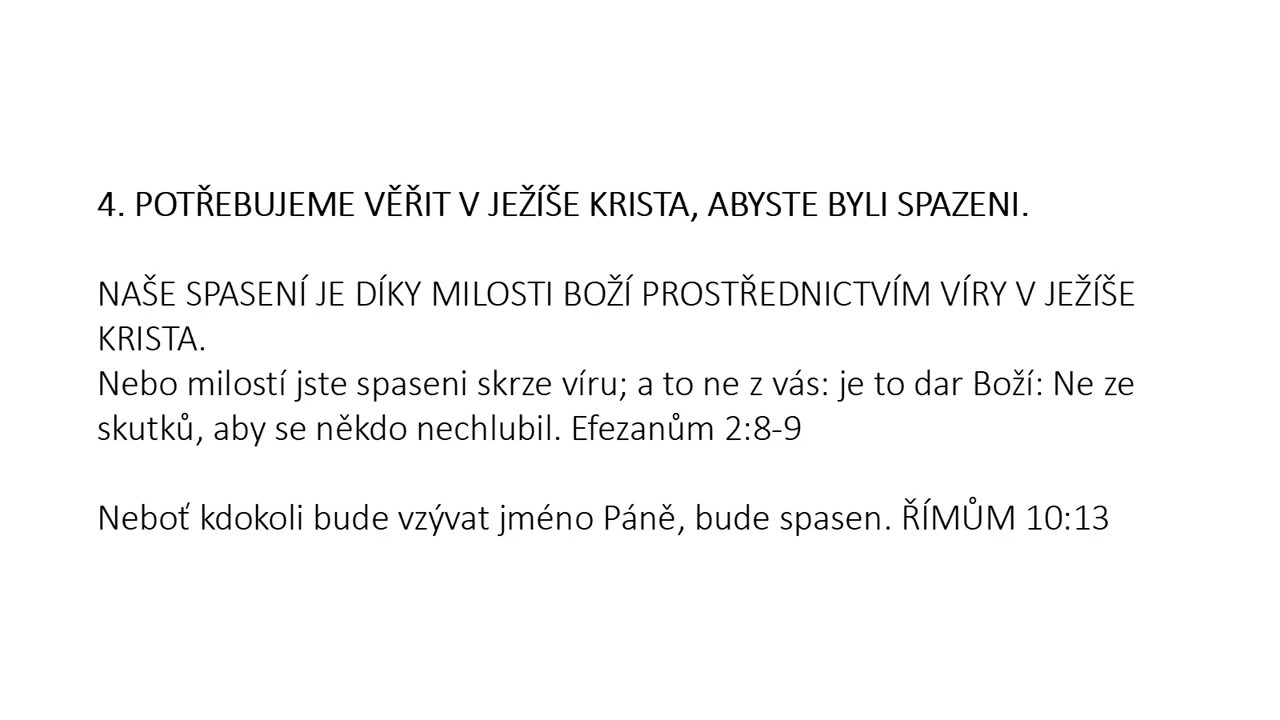 4. POTŘEBUJEME VĚŘIT V JEŽÍŠE KRISTA, ABYSTE BYLI SPAZENI.
NAŠE SPASENÍ JE DÍKY MILOSTI BOŽÍ PROSTŘEDNICTVÍM VÍRY V JEŽÍŠE
KRISTA.
Nebo milostí jste spaseni skrze víru; a to ne z vás: je to dar Boží: Ne ze
skutků, aby se někdo nechlubil. Efezanům 2:8-9
Neboť kdokoli bude vzývat jméno Páně, bude spasen. ŘÍMŮM 10:13